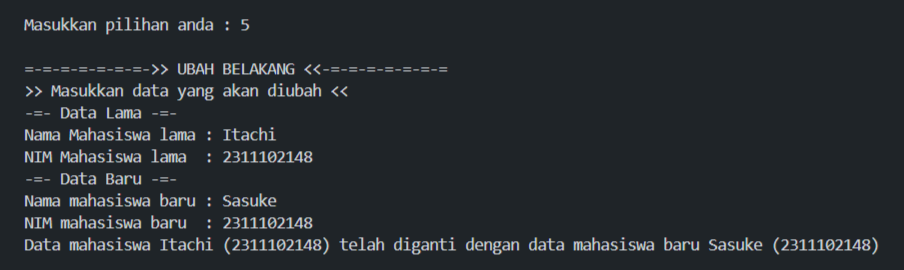 Masukkan pilihan anda : 5
=-=-=-=-=-=-=->> UBAH BELAKANG <<-=-=-=-=-=-=-=
>> Masukkan data yang akan diubah <<
-=- Data Lama -=-
Nama Mahasiswa lama : Itachi
NIM Mahasiswa lama  : 2311102148
-=- Data Baru -=-
Nama mahasiswa baru : Sasuke
NIM mahasiswa baru  : 2311102148
Data mahasiswa Itachi (2311102148) telah diganti dengan data mahasiswa baru Sasuke (2311102148)